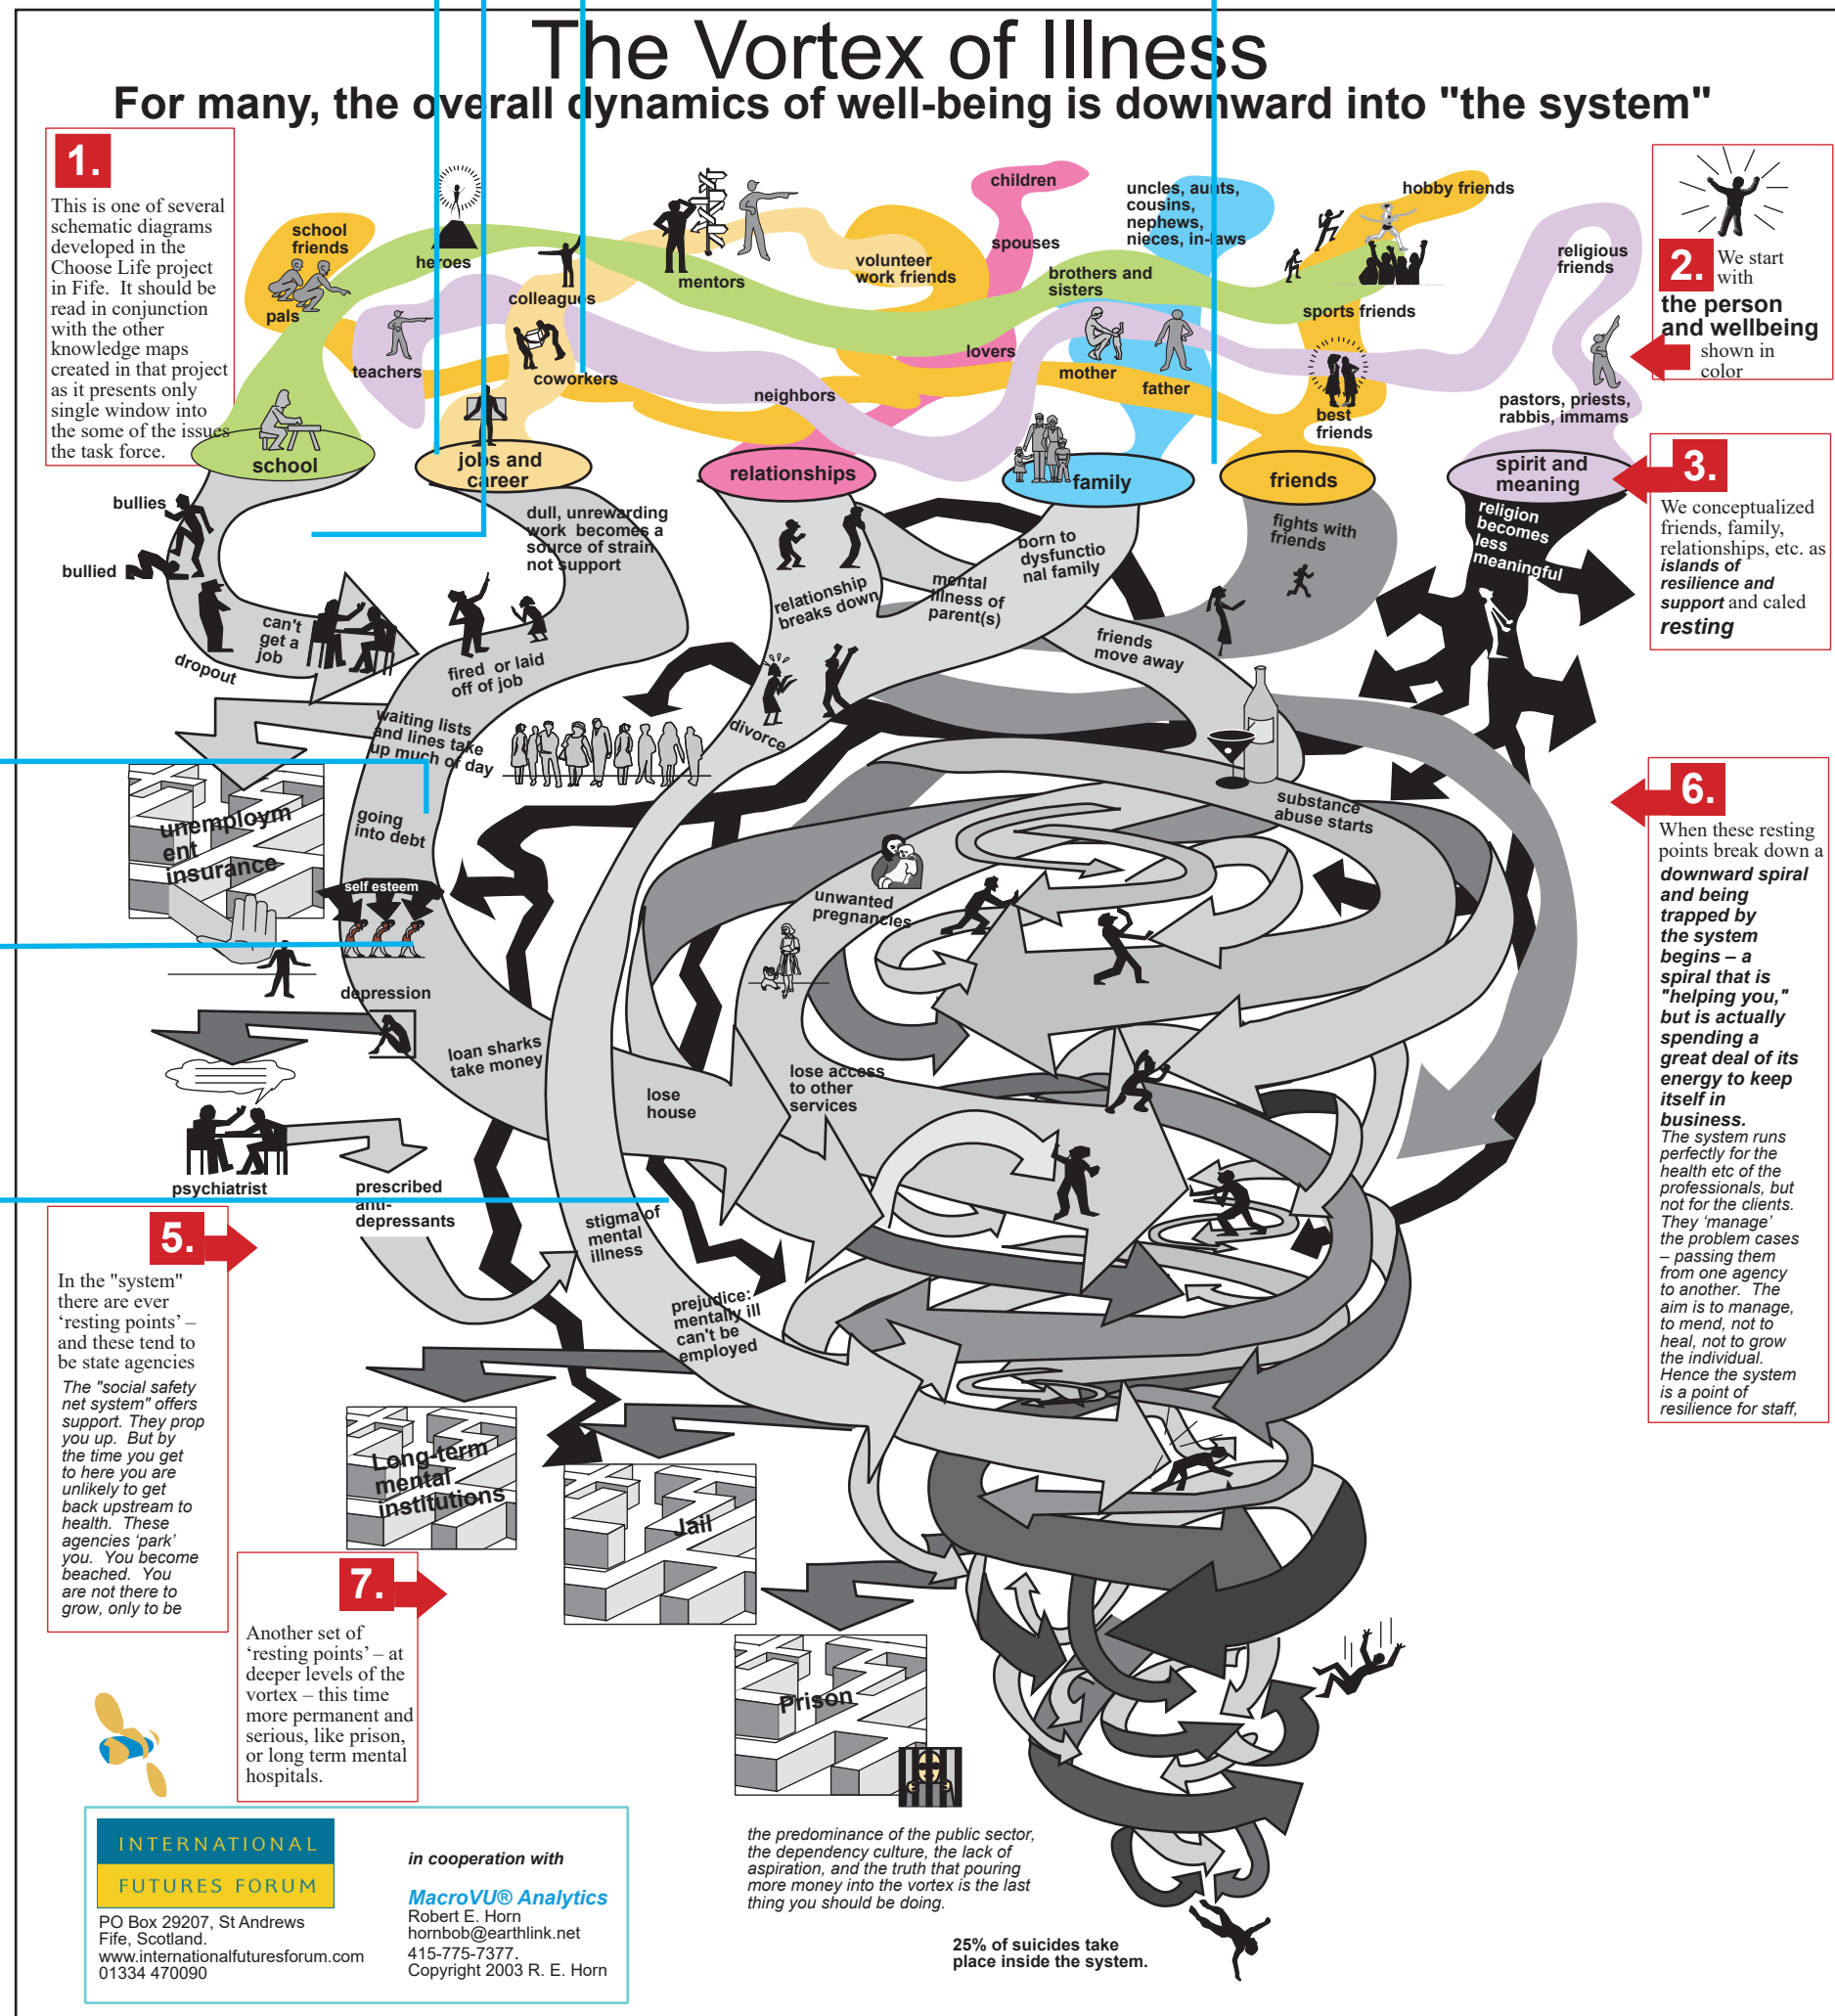 The Vortex of Illness
For many, the overall dynamics of well-being is downward into "the system"
1.
This is one of several
schematic diagrams
developed in the
Choose Life project
in Fife. It should be
read in conjunction
with the other
knowledge maps
created in that project
as it presents only
single window into
the some of the issues
the task force.
2.
We start
with
the person
and wellbeing
shown in
color
3.
We conceptualized
friends, family,
relationships, etc. as
islands of
resilience and
support and caled
resting
school
friends
pals
heroes
teachers
colleagues
coworkers
mentors
volunteer
work friends
neighbors
children
spouses
lovers
brothers and
sisters
uncles, aunts,
cousins,
nephews,
nieces, in-laws
mother
father
hobby friends
sports friends
best
friends
religious
friends
pastors, priests,
rabbis, immams
school
jobs and
career
relationships
family
friends
spirit and
meaning
bullies
bullied
dropout
can't
get a
job
dull, unrewarding
work becomes a
source of strain
not support
fired or laid
off of job
relationship
breaks down
mental
illness of
parent(s)
born to
dysfunctio
nal family
fights with
friends
religion
becomes
less
meaningful
friends
move away
divorce
waiting lists
and lines take
up much of day
going
into debt
unemploym
ent
insurance
self esteem
depression
substance
abuse starts
unwanted
pregnancies
loan sharks
take money
lose
house
lose access
to other
services
psychiatrist
prescribed
anti-
depressants
stigma of
mental
illness
prejudice:
mentally ill
can't be
employed
6.
When these resting
points break down a
downward spiral
and being
trapped by
the system
begins – a
spiral that is
"helping you,"
but is actually
spending a
great deal of its
energy to keep
itself in
business.
The system runs
perfectly for the
health etc of the
professionals, but
not for the clients.
They ‘manage’
the problem cases
– passing them
from one agency
to another. The
aim is to manage,
to mend, not to
heal, not to grow
the individual.
Hence the system
is a point of
resilience for staff,
5.
In the "system"
there are ever
‘resting points’ –
and these tend to
be state agencies
The "social safety
net system" offers
support. They prop
you up. But by
the time you get
to here you are
unlikely to get
back upstream to
health. These
agencies ‘park’
you. You become
beached. You
are not there to
grow, only to be
Long-term
mental
institutions
Jail
Prison
7.
Another set of
‘resting points’ – at
deeper levels of the
vortex – this time
more permanent and
serious, like prison,
or long term mental
hospitals.
the predominance of the public sector,
the dependency culture, the lack of
aspiration, and the truth that pouring
more money into the vortex is the last
thing you should be doing.
25% of suicides take
place inside the system.
INTERNATIONAL
FUTURES FORUM
PO Box 29207, St Andrews
Fife, Scotland.
www.internationalfuturesforum.com
01334 470090
in cooperation with
MacroVU® Analytics
Robert E. Horn
hornbob@earthlink.net
415-775-7377.
Copyright 2003 R. E. Horn